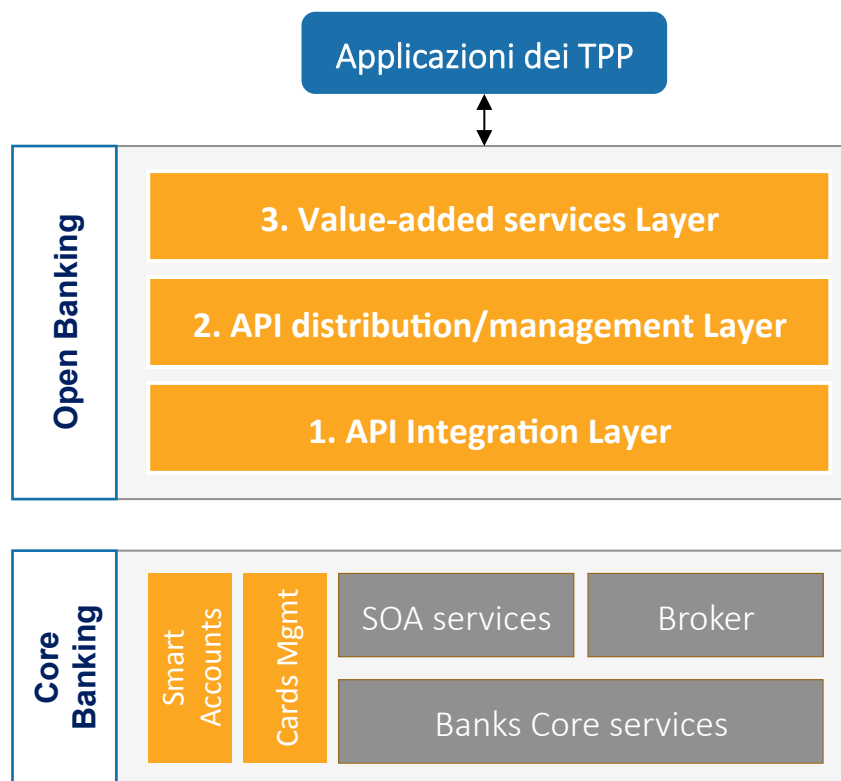 Applicazioni dei TPP
Open Banking
3. Value-added services Layer
2. API distribution/management Layer
1. API Integration Layer
Core
Banking
Smart
Accounts
Cards Mgmt
SOA services
Broker
Banks Core services